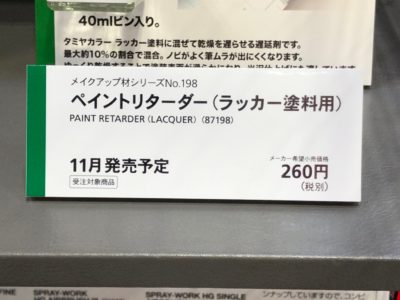 40mlビン入り。
タミヤカラー ラッカー塗料に混ぜて乾燥を遅らせる遅延剤です。
最大約10%の割合で混合。ノビがよく筆ムラが出にくくなります。
メイクアップ材シリーズNo.198
ペイントリターダー（ラッカー塗料用）
PAINT RETARDER (LACQUER) (87198)
11月発売予定
メーカー希望小売価格
受注対象商品
260円
（税別）
FINE
SPRAY-WORK
SPRAY-WORK HG SINGLE